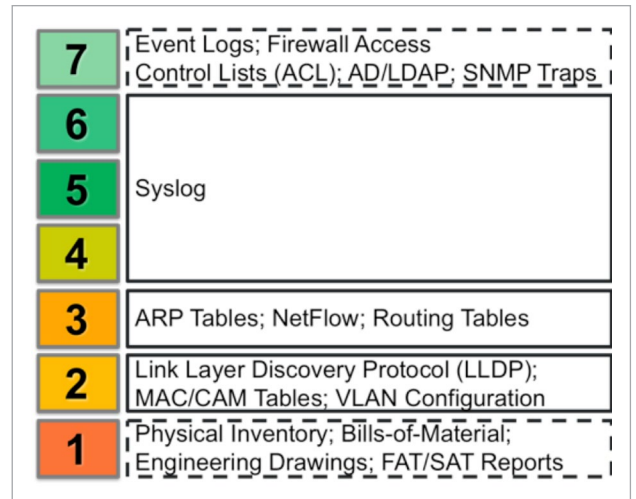 7
Event Logs; Firewall Access
Control Lists (ACL); AD/LDAP; SNMP Traps
6
5
Syslog
4
3
ARP Tables; NetFlow; Routing Tables
2
Link Layer Discovery Protocol (LLDP);
MAC/CAM Tables; VLAN Configuration
1
Physical Inventory; Bills-of-Material;
Engineering Drawings; FAT/SAT Reports